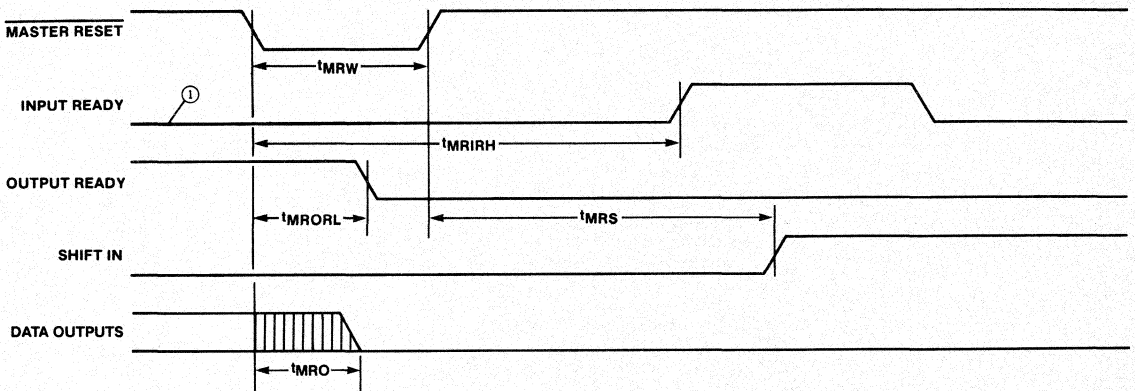 MASTER RESET
tMRW
INPUT READY
①
tMRIRH
OUTPUT READY
tMRORL
tMRS
SHIFT IN
DATA OUTPUTS
tMRO